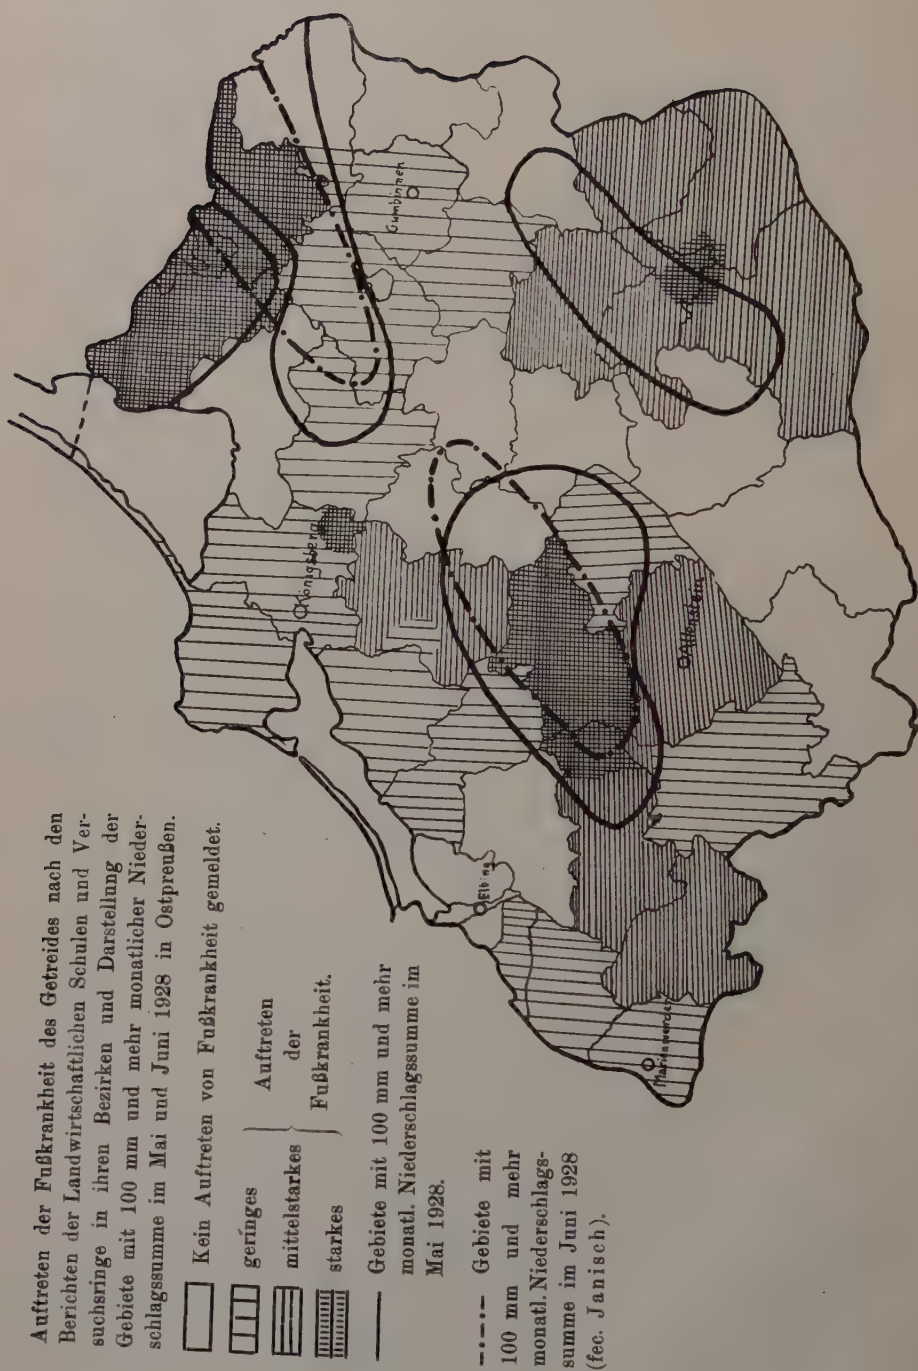 Auftreten der Fußkrankheit des Getreides nach den
Berichten der Landwirtschaftlichen Schulen und Ver-
suchsringe in ihren Bezirken und Darstellung der
Gebiete mit 100 mm und mehr monatlicher Nieder-
schlagssumme im Mai und Juni 1928 in Ostpreußen.
Kein Auftreten von Fußkrankheit gemeldet.
geringes
mittelstarkes
starkes
Auftreten
der
Fußkrankheit.
Gebiete mit 100 mm und mehr
monatl. Niederschlagssumme im
Mai 1928.
Gebiete mit
100 mm und mehr
monatl. Niederschlags-
summe im Juni 1928
(fec. Janisch).
Königsberg
Gumbinnen
Elbing
Allenstein
Marienwerder